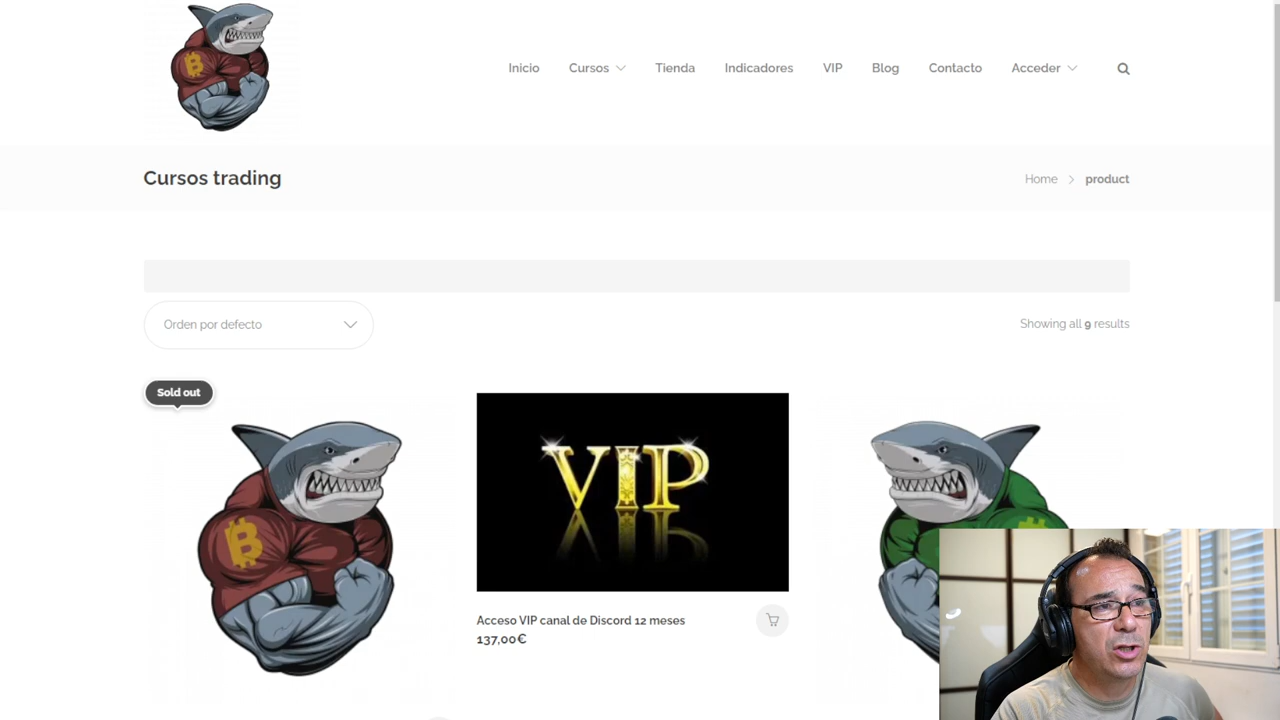 Inicio
Cursos
Tienda
Indicadores
VIP
Blog
Contacto
Acceder
Cursos trading
Home
product
Orden por defecto
Showing all 9 results
Sold out
VIP
Acceso VIP canal de Discord 12 meses
137,00€